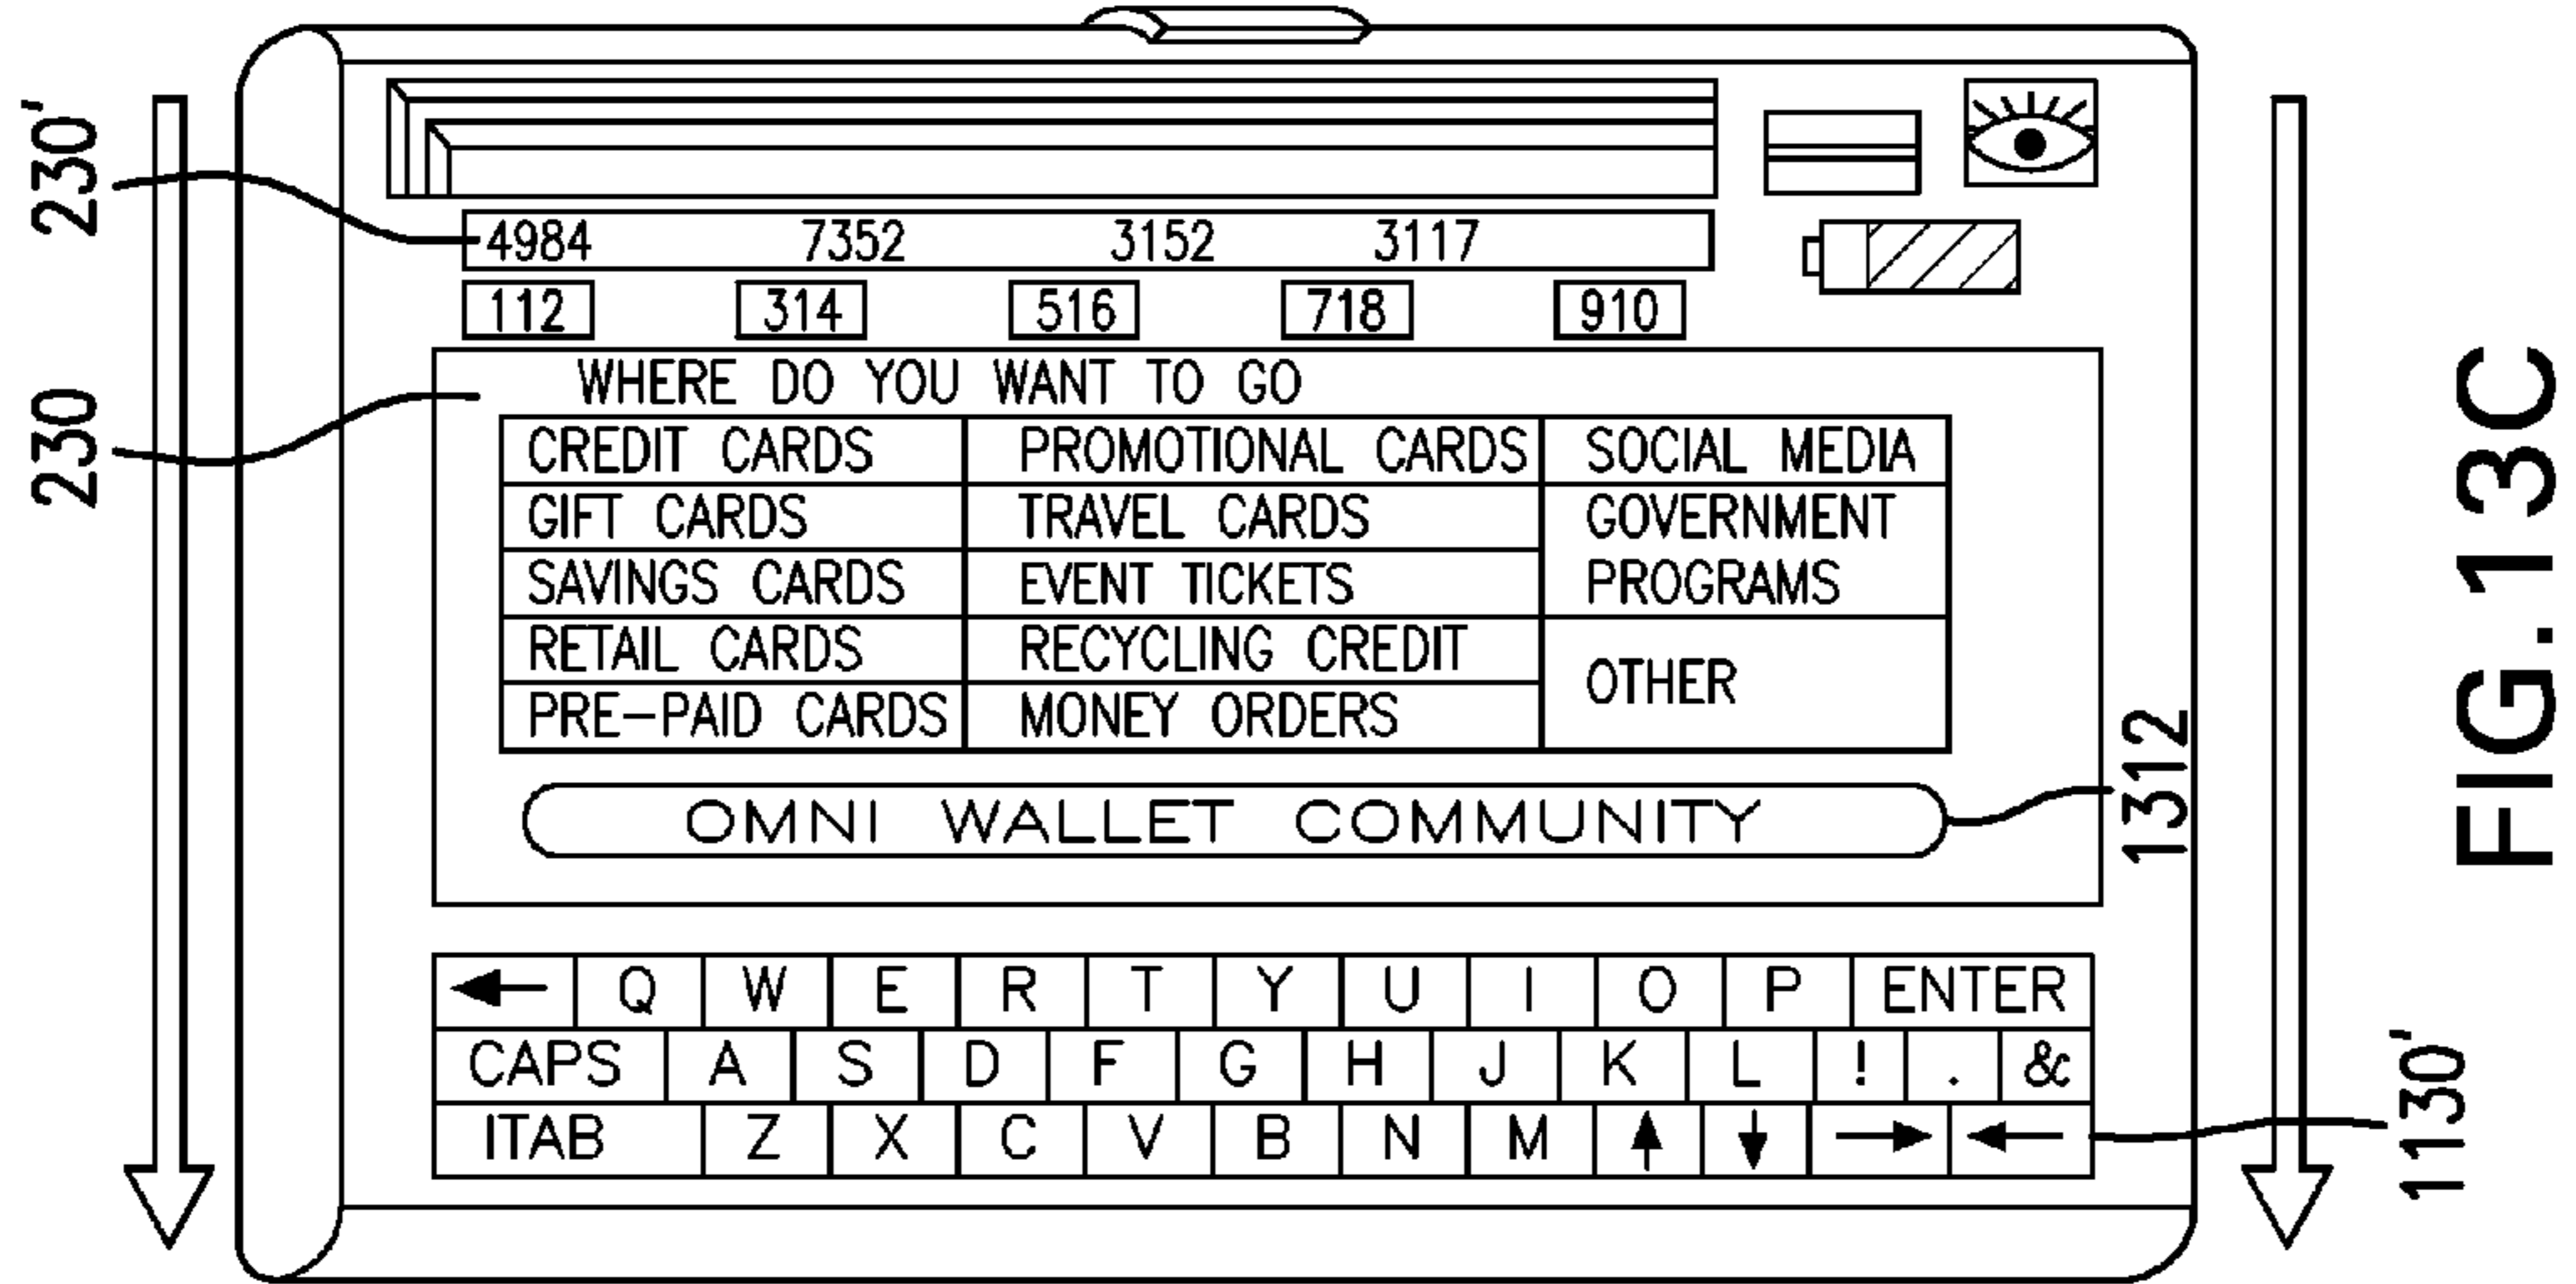 230'
4984 7352 3152 3117
112 314 516 718 910
230
WHERE DO YOU WANT TO GO
CREDIT CARDS PROMOTIONAL CARDS SOCIAL MEDIA
GIFT CARDS TRAVEL CARDS GOVERNMENT
SAVINGS CARDS EVENT TICKETS PROGRAMS
RETAIL CARDS RECYCLING CREDIT
OTHER
PRE-PAID CARDS MONEY ORDERS
OMNI WALLET COMMUNITY
1312
Q W E R T Y U I O P ENTER
CAPS A S D F G H J K L ! . &
ITAB Z X C V B N M
1130'
FIG. 13C